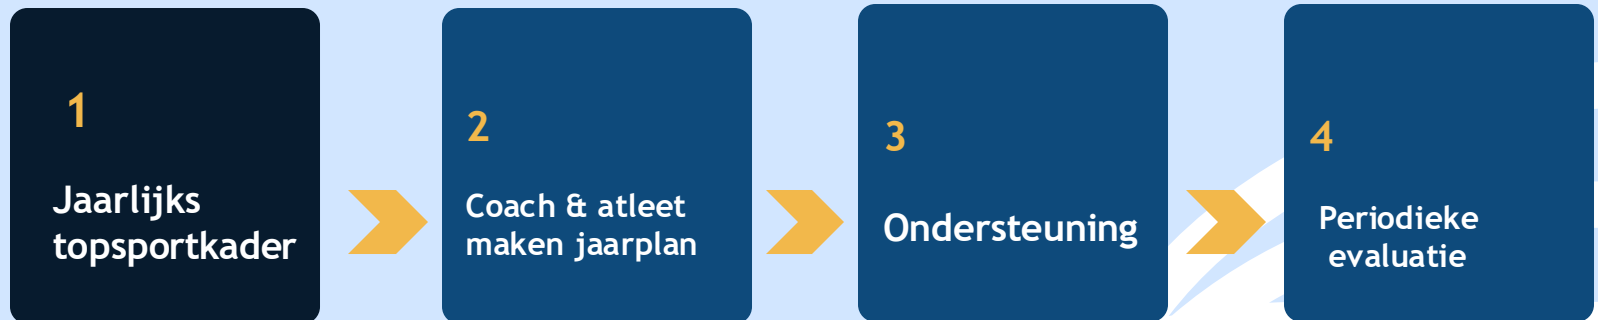 1
Jaarlijks
topsportkader
2
Coach & atleet
maken jaarplan
3
Ondersteuning
4
Periodieke
evaluatie